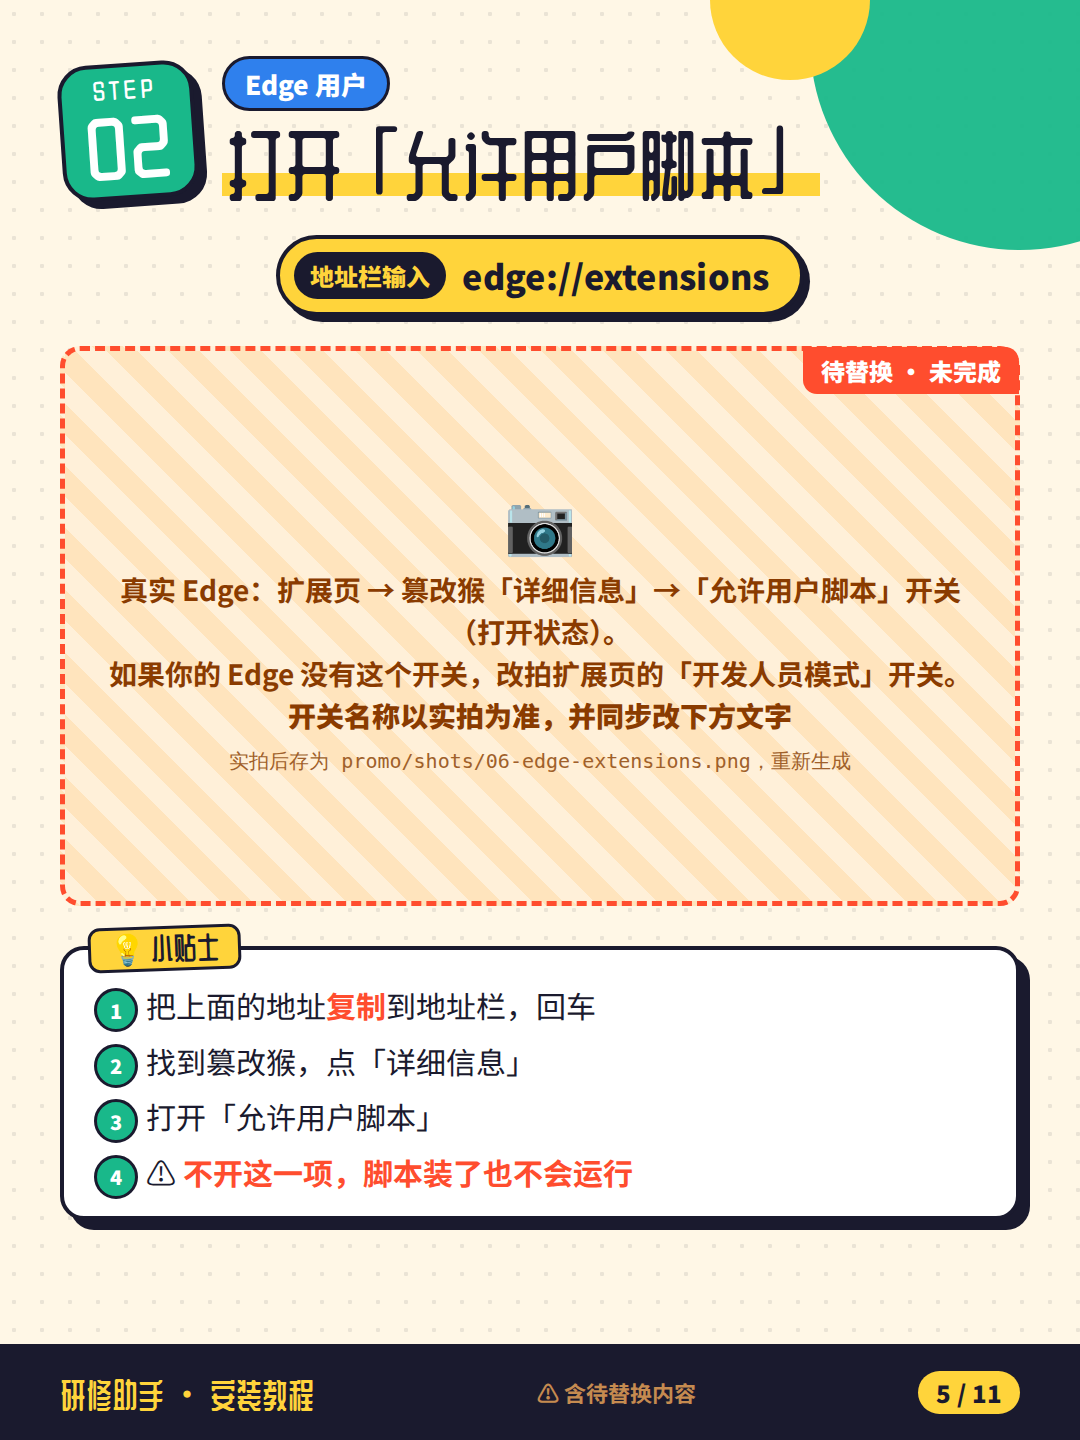 STEP
02
Edge 用户
打开「允许用户脚本」
地址栏输入 edge://extensions
待替换 · 未完成
真实 Edge：扩展页 → 篡改猴「详细信息」→「允许用户脚本」开关
（打开状态）。
如果你的 Edge 没有这个开关，改拍扩展页的「开发人员模式」开关。
开关名称以实拍为准，并同步改下方文字
实拍后存为 promo/shots/06-edge-extensions.png，重新生成
💡 小贴士
1 把上面的地址复制到地址栏，回车
2 找到篡改猴，点「详细信息」
3 打开「允许用户脚本」
4 ⚠ 不开这一项，脚本装了也不会运行
研修助手 · 安装教程
⚠ 含待替换内容
5 / 11